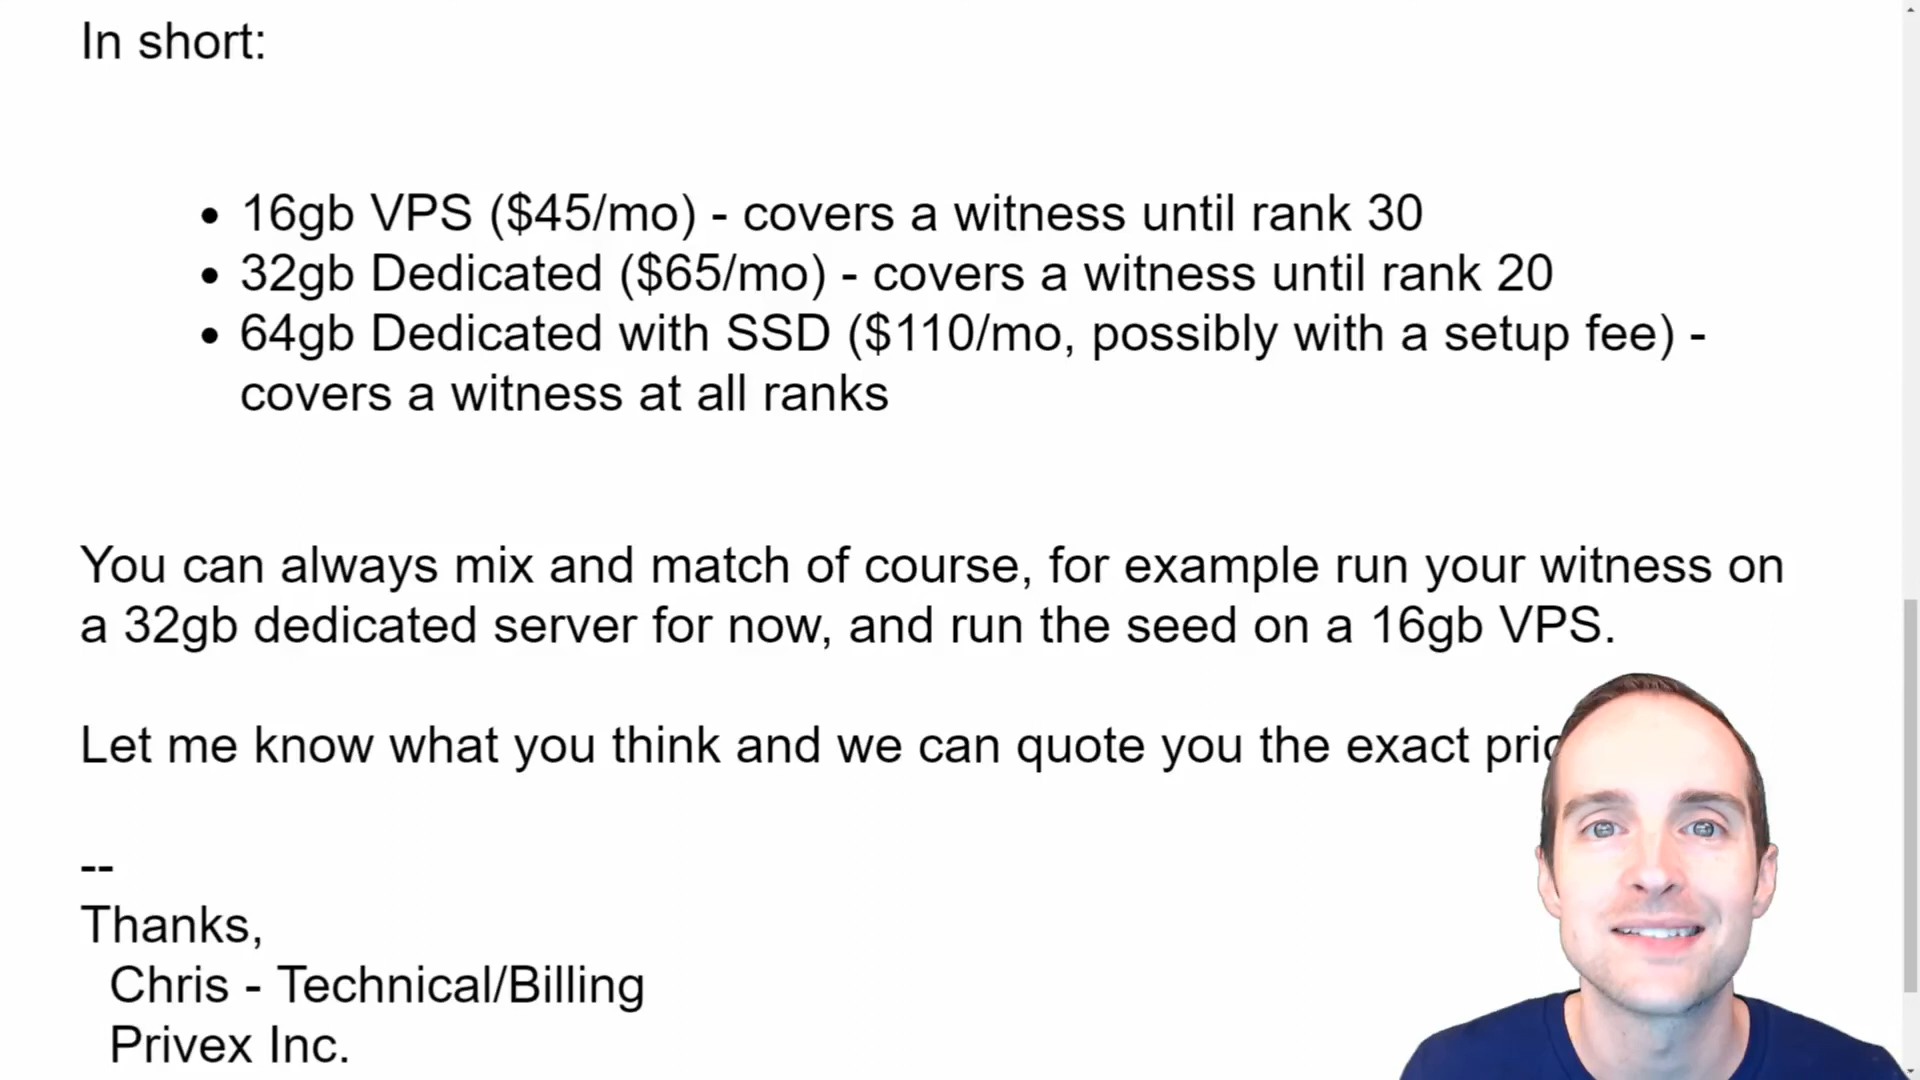 In short:
• 16gb VPS ($45/mo) - covers a witness until rank 30
• 32gb Dedicated ($65/mo) - covers a witness until rank 20
• 64gb Dedicated with SSD ($110/mo, possibly with a setup fee) -
covers a witness at all ranks
You can always mix and match of course, for example run your witness on
a 32gb dedicated server for now, and run the seed on a 16gb VPS.
Let me know what you think and we can quote you the exact
--
Thanks,
Chris - Technical/Billing
Privex Inc.